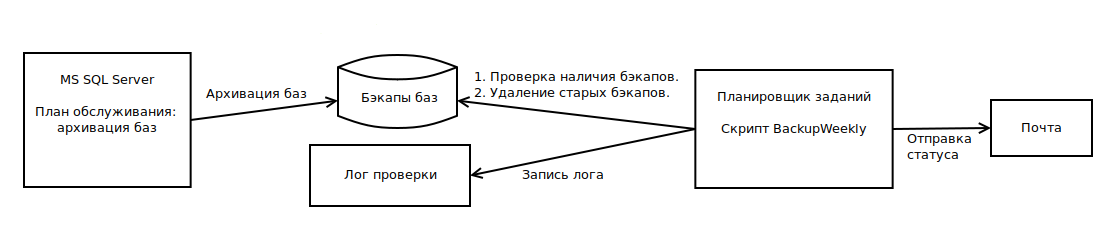 MS SQL Server
План обслуживания:
архивация баз
Архивация баз
Бэкапы баз
1. Проверка наличия бэкапов.
2. Удаление старых бэкапов.
Лог проверки
Запись лога
Планировщик заданий
Скрипт BackupWeekly
Отправка
статуса
Почта